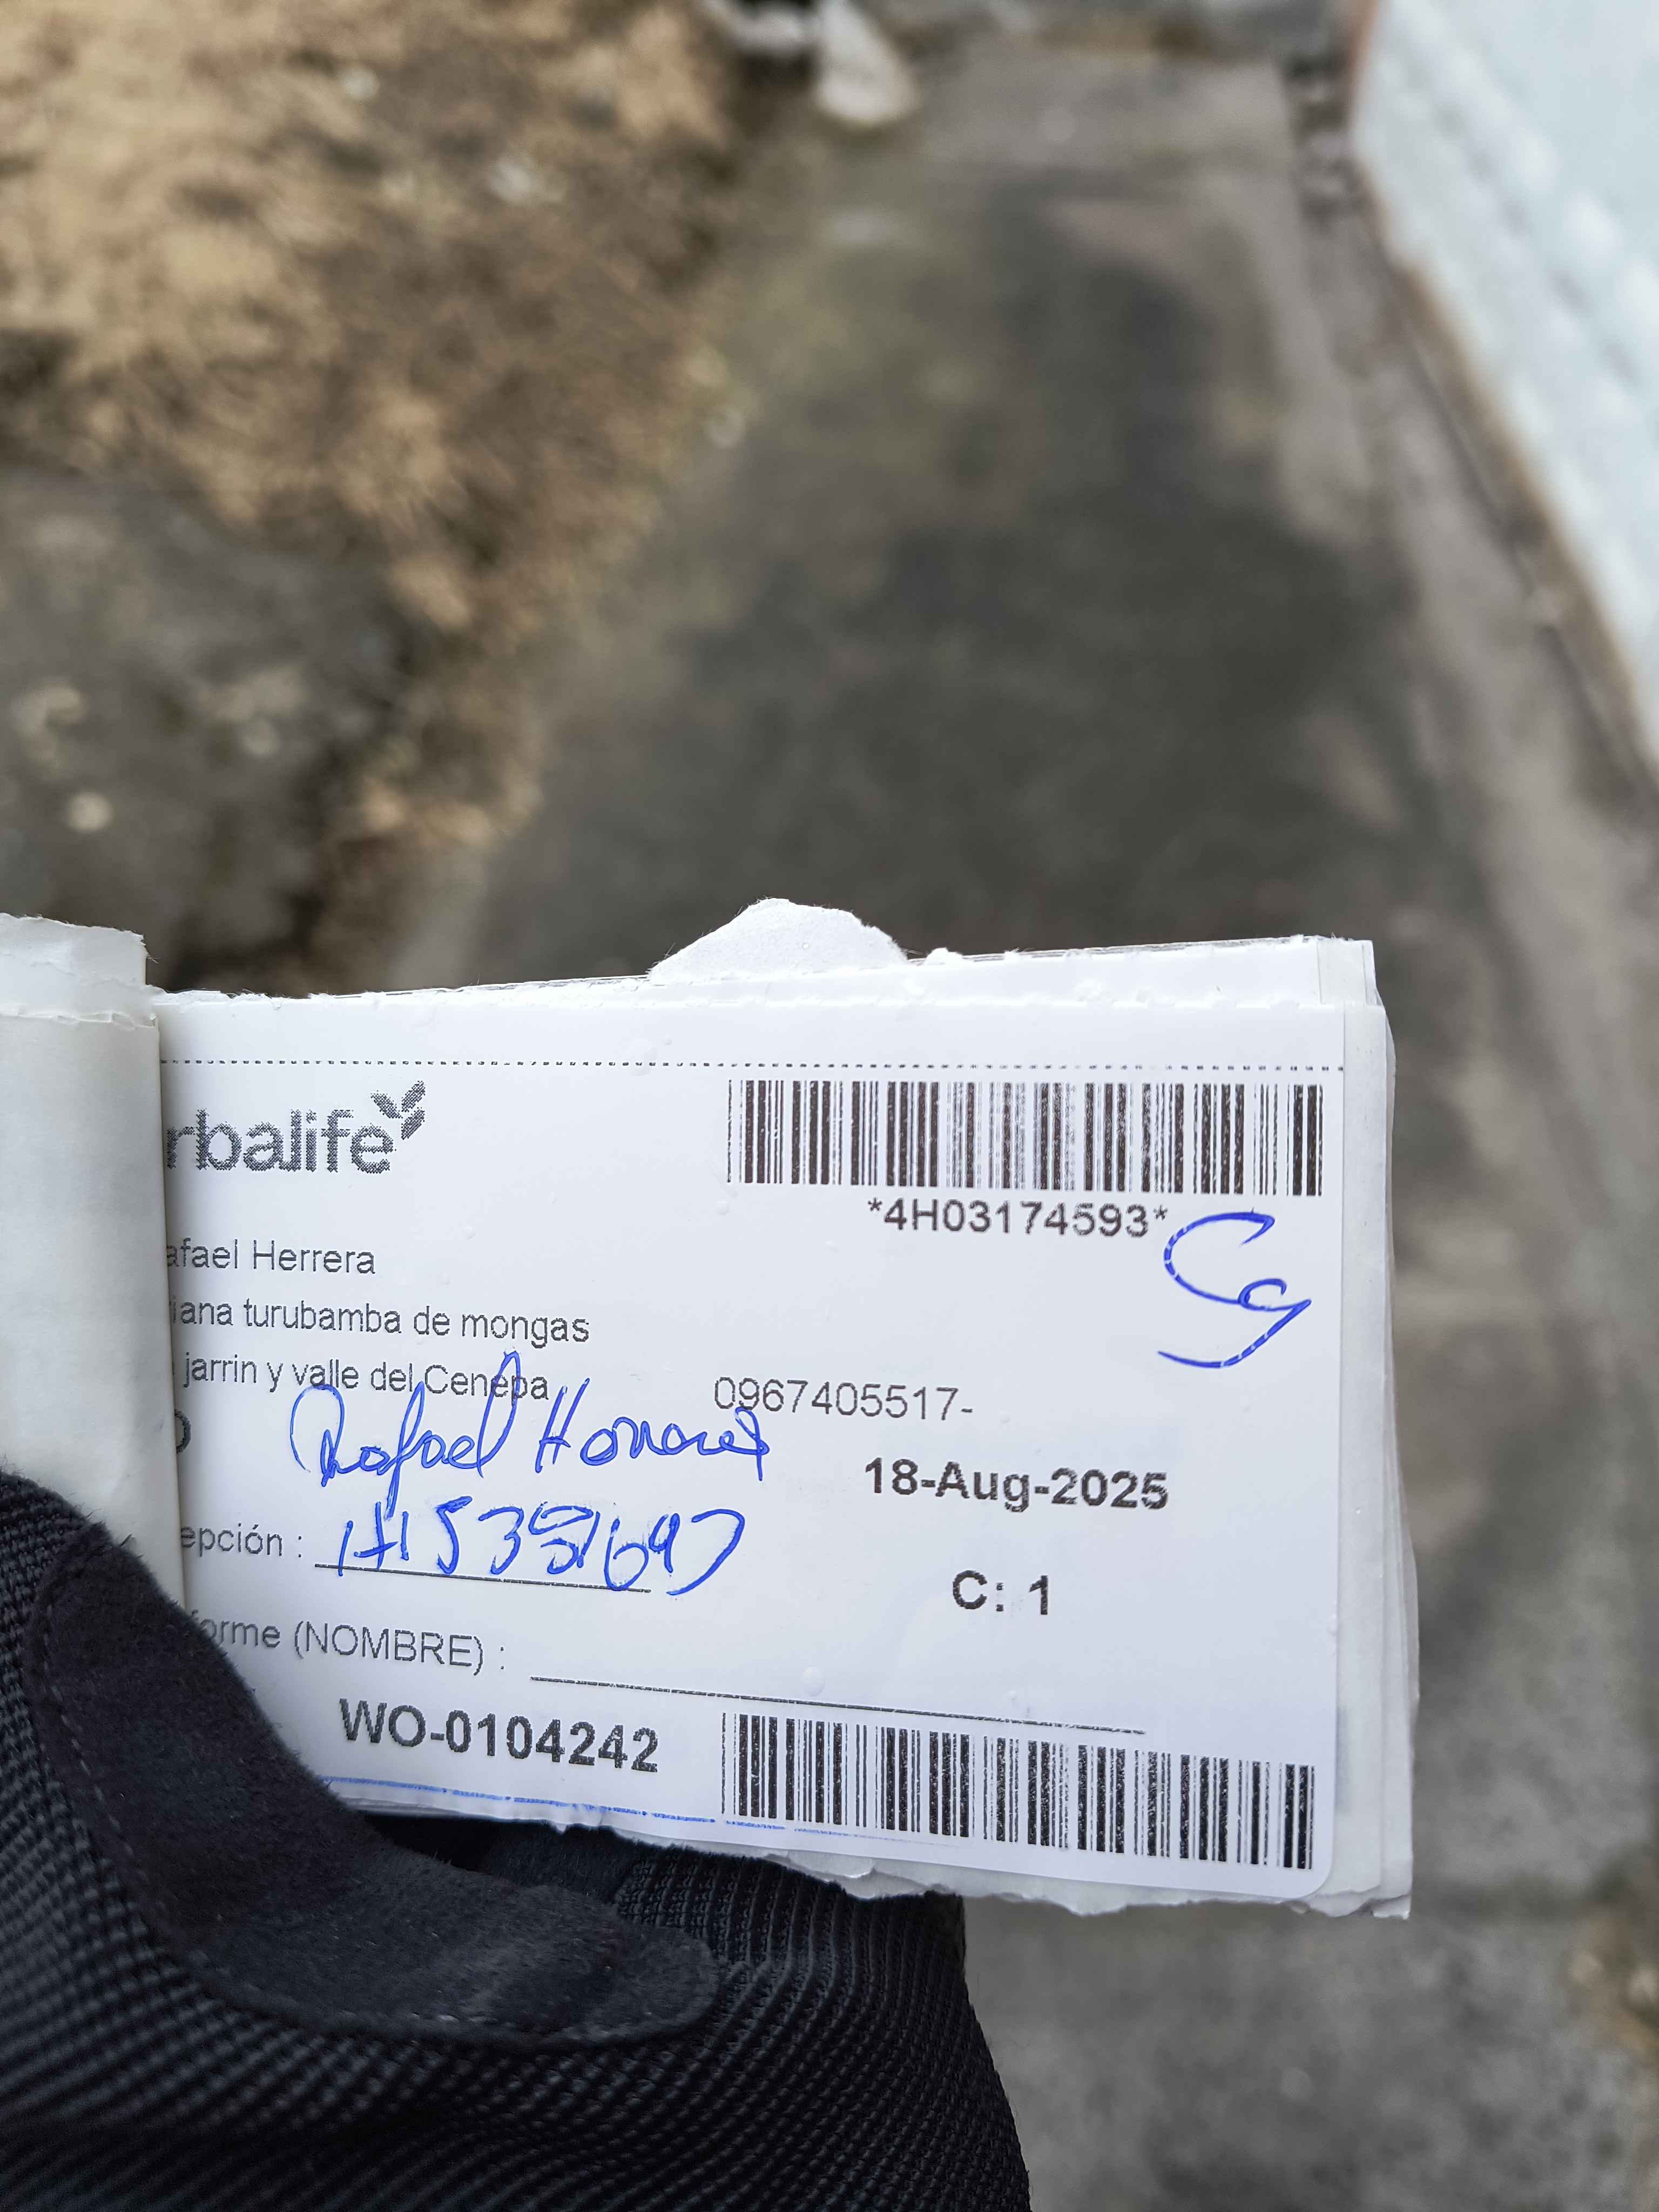 rbalife
*4H03174593*
afael Herrera
iana turubamba de mongas
jarrin y valle del Cenepa
0967405517-
Rafael
18-Aug-2025
epción :
C: 1
forme (NOMBRE) :
WO-0104242